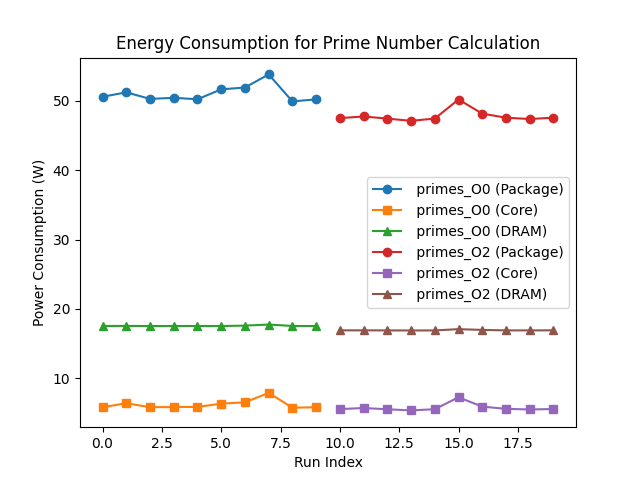 Energy Consumption for Prime Number Calculation
Power Consumption (W)
50
40
30
20
10
primes_O0 (Package)
primes_O0 (Core)
primes_O0 (DRAM)
primes_O2 (Package)
primes_O2 (Core)
primes_O2 (DRAM)
0.0 2.5 5.0 7.5 10.0 12.5 15.0 17.5
Run Index